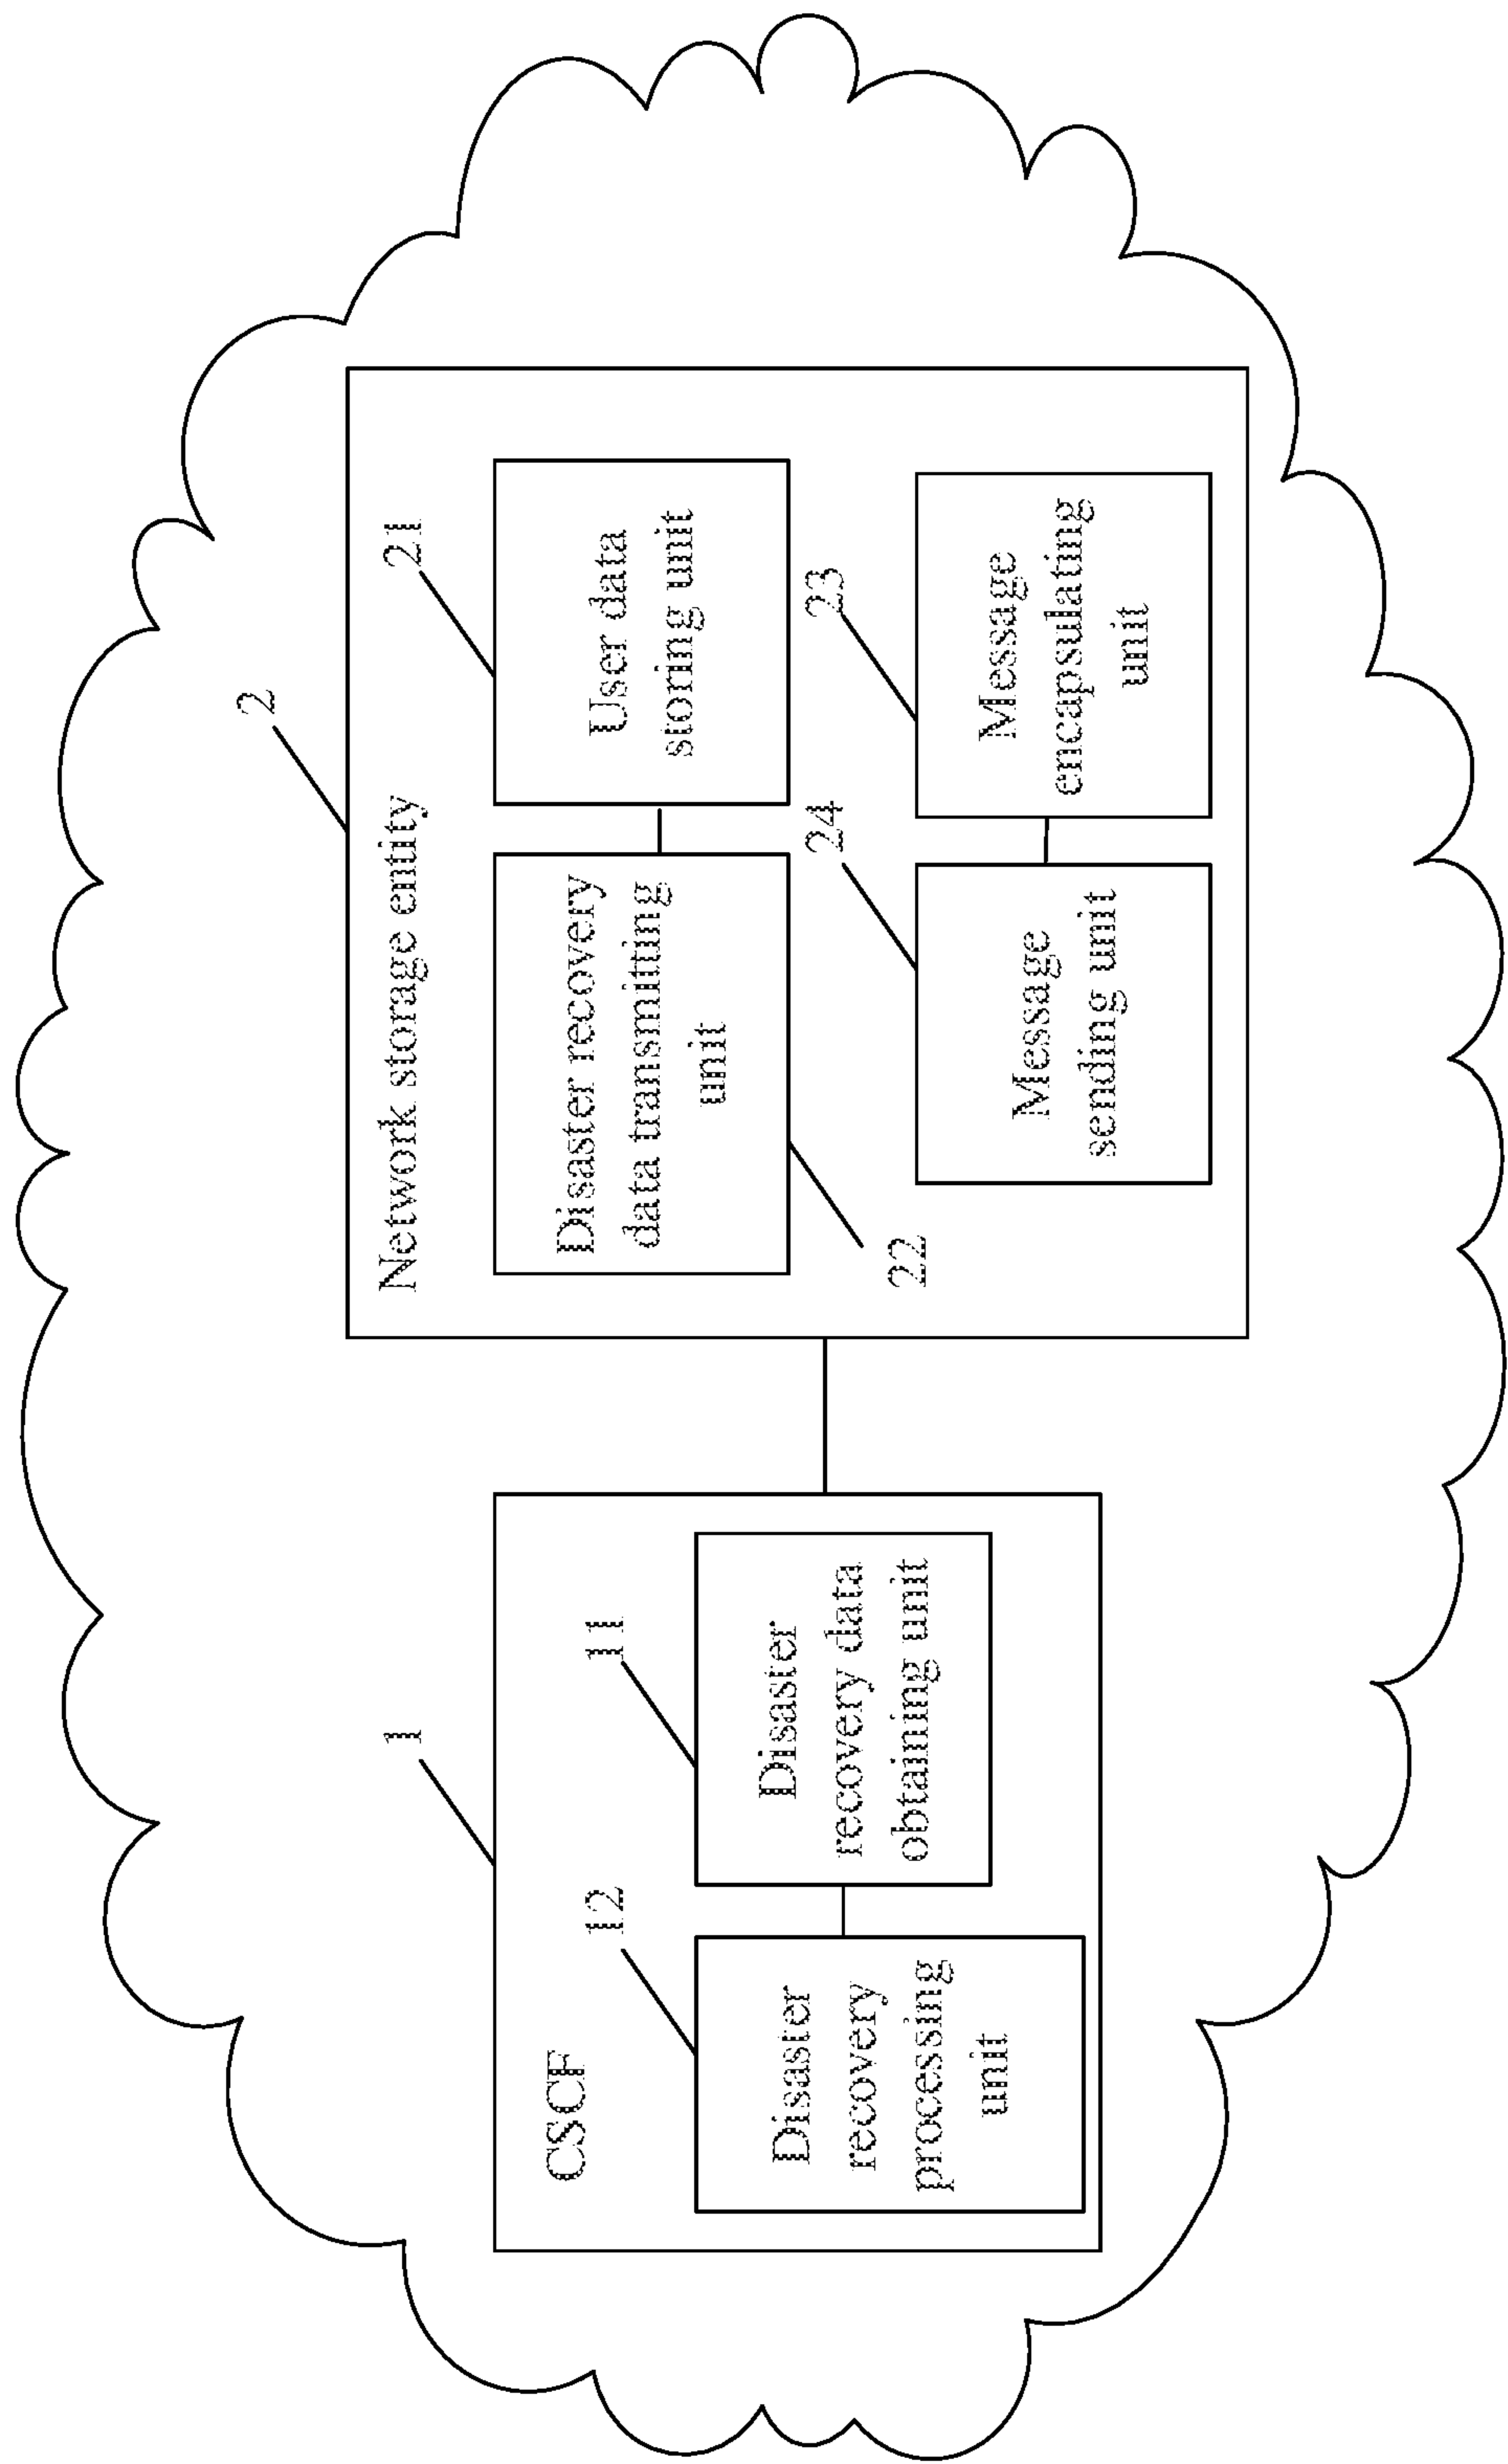 2
Network storage entity
21
User data
storing unit
Disaster recovery
data transmitting
unit
22
23
Message
encapsulating
unit
24
Message
sending unit
1
CSCF
11
Disaster
recovery data
obtaining unit
12
Disaster
recovery
processing
unit